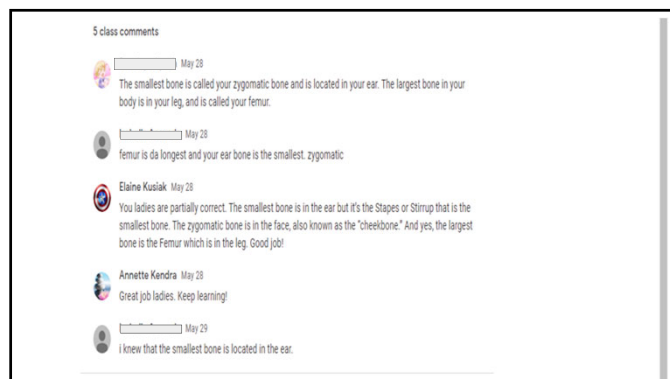 5 class comments
May 28
The smallest bone is called your zygomatic bone and is located in your ear. The largest bone in your
body is in your leg, and is called your femur.
May 28
femur is da longest and your ear bone is the smallest. zygomatic
Elaine Kusiak May 28
You ladies are partially correct. The smallest bone is in the ear but it's the Stapes or Stirrup that is the
smallest bone. The zygomatic bone is in the face, also known as the "cheekbone." And yes, the largest
bone is the Femur which is in the leg. Good job!
Annette Kendra May 28
Great job ladies. Keep learning!
May 29
i knew that the smallest bone is located in the ear.